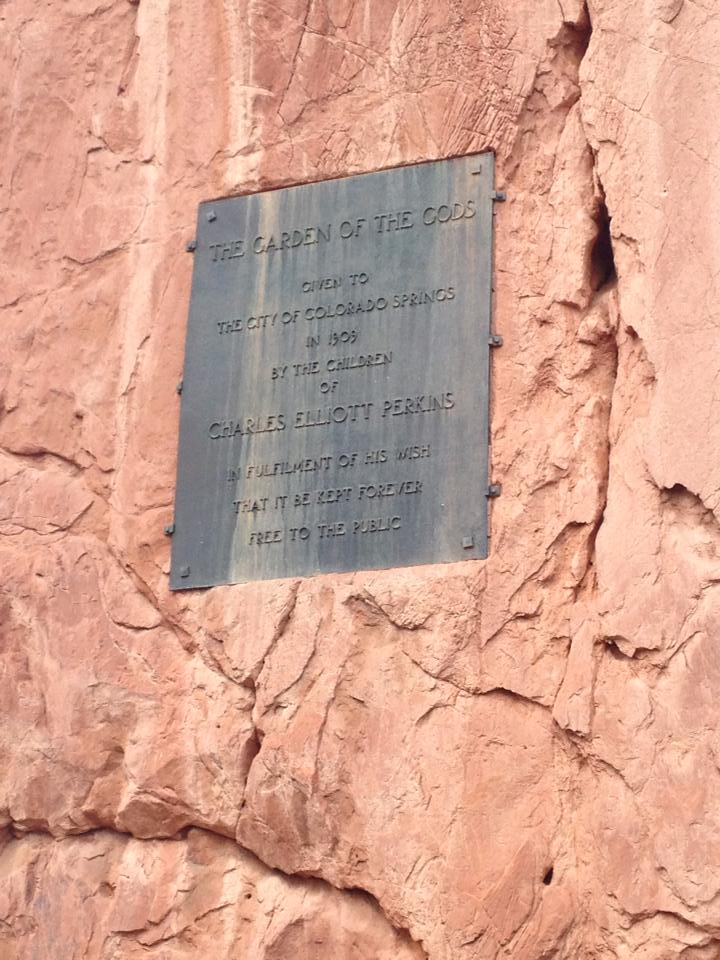 THE GARDEN OF THE GODS
GIVEN TO
THE CITY OF COLORADO SPRINGS
IN 1909
BY THE CHILDREN
OF
CHARLES ELLIOTT PERKINS
IN FULFILMENT OF HIS WISH
THAT IT BE KEPT FOREVER
FREE TO THE PUBLIC